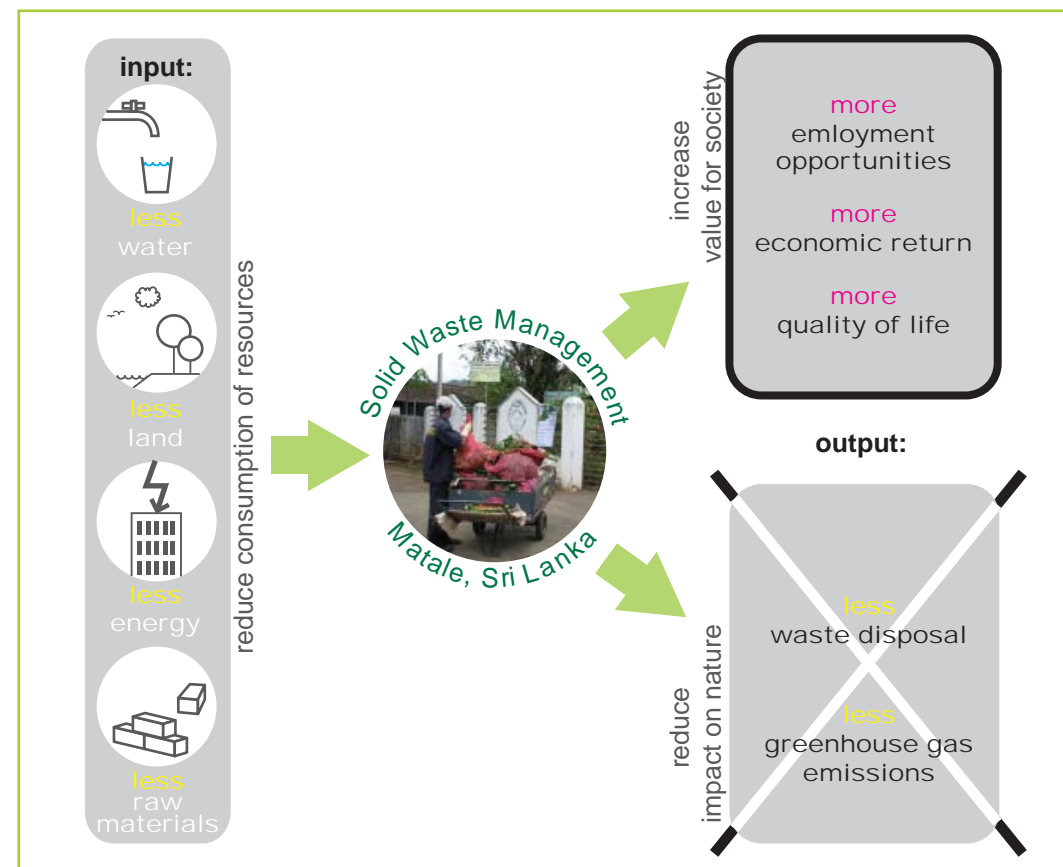 input:
less
water
less
land
less
energy
less
raw
materials
reduce consumption of resources
Solid Waste Management
Matale, Sri Lanka
increase
value for society
more
emloyment
opportunities
more
economic return
more
quality of life
output:
reduce
impact on nature
less
waste disposal
less
greenhouse gas
emissions